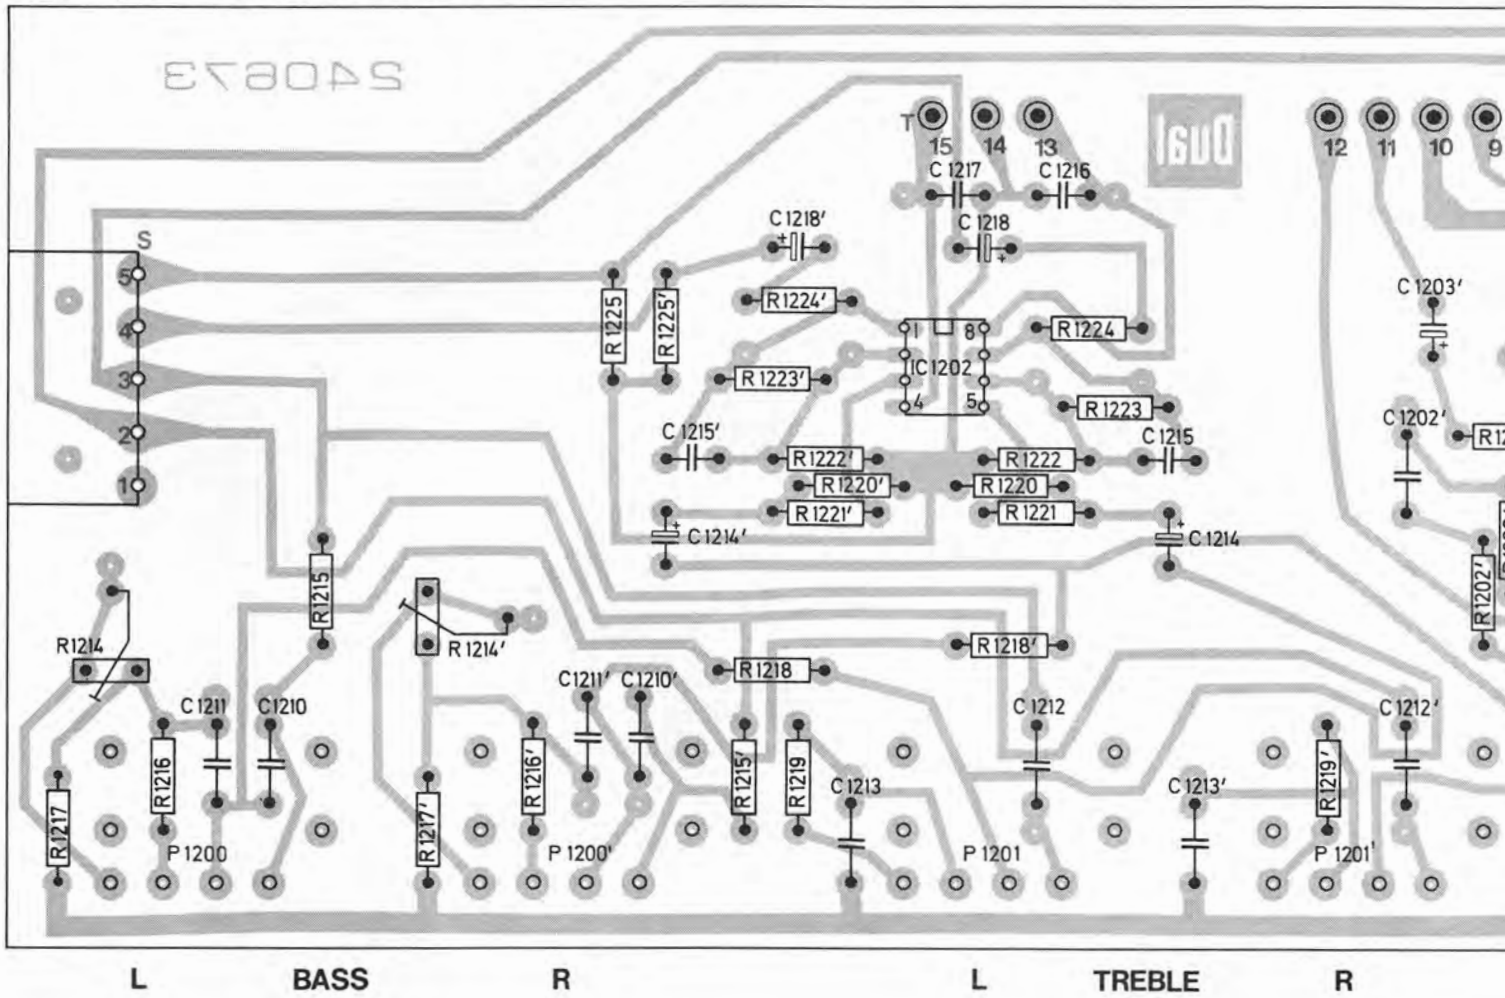 240673
T
15
14
13
Dual
12
11
10
9
C 1217
C 1216
S
C 1218'
C 1218
5
C 1203'
R 1225
R 1225'
R 1224'
4
1
8
R 1224
IC 1202
3
R 1223'
4
5
R 1223
2
C 1215'
C 1215
C 1202'
1
R 1222'
R 1222
R 1220'
R 1220
R 1221'
R 1221
C 1214'
C 1214
R 1215
R 1202'
R 1214
R 1214'
R 1218
R 1218'
C 1211'
C 1210'
C 1211
C 1210
C 1212
C 1212'
R 1217
R 1216
R 1217'
R 1216'
R 1215'
R 1219
C 1213
C 1213'
R 1219'
P 1200
P 1200'
P 1201
P 1201'
L
BASS
R
L
TREBLE
R